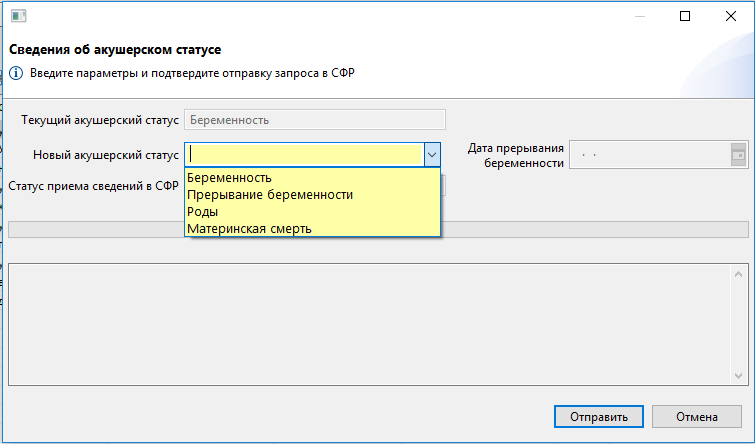 Сведения об акушерском статусе
Введите параметры и подтвердите отправку запроса в СФР
Текущий акушерский статус Беременность
Новый акушерский статус
Дата прерывания
беременности . .
Статус приема сведений в СФР
Беременность
Прерывание беременности
Роды
Материнская смерть
Отправить Отмена